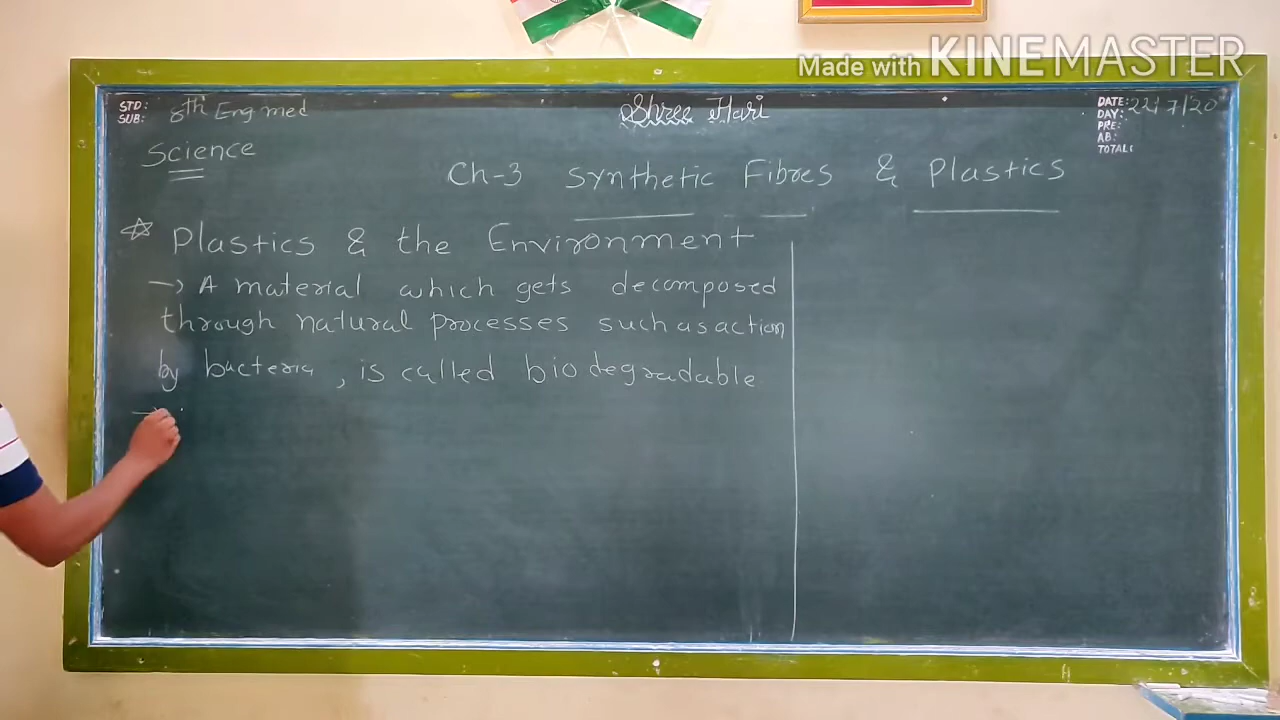 Made with KINEMASTER
STD: 8th Eng med
SUB:
Shree Hari
DATE: 22/7/20
DAY:
PRE:
AB:
TOTAL:
Science
Ch-3 Synthetic Fibres & Plastics
☆ Plastics & the Environment
→ A material which gets decomposed
through natural processes such as action
by bacteria, is called biodegradable
→